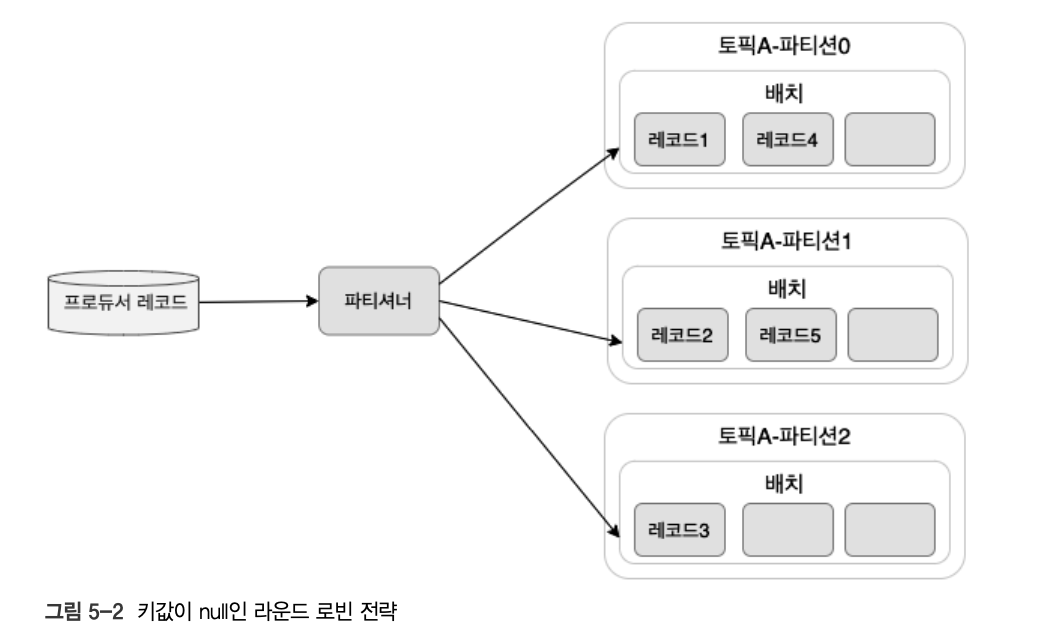 토픽A-파티션0
배치
레코드1 레코드4
프로듀서 레코드
파티셔너
토픽A-파티션1
배치
레코드2 레코드5
토픽A-파티션2
배치
레코드3
그림 5-2 키값이 null인 라운드 로빈 전략